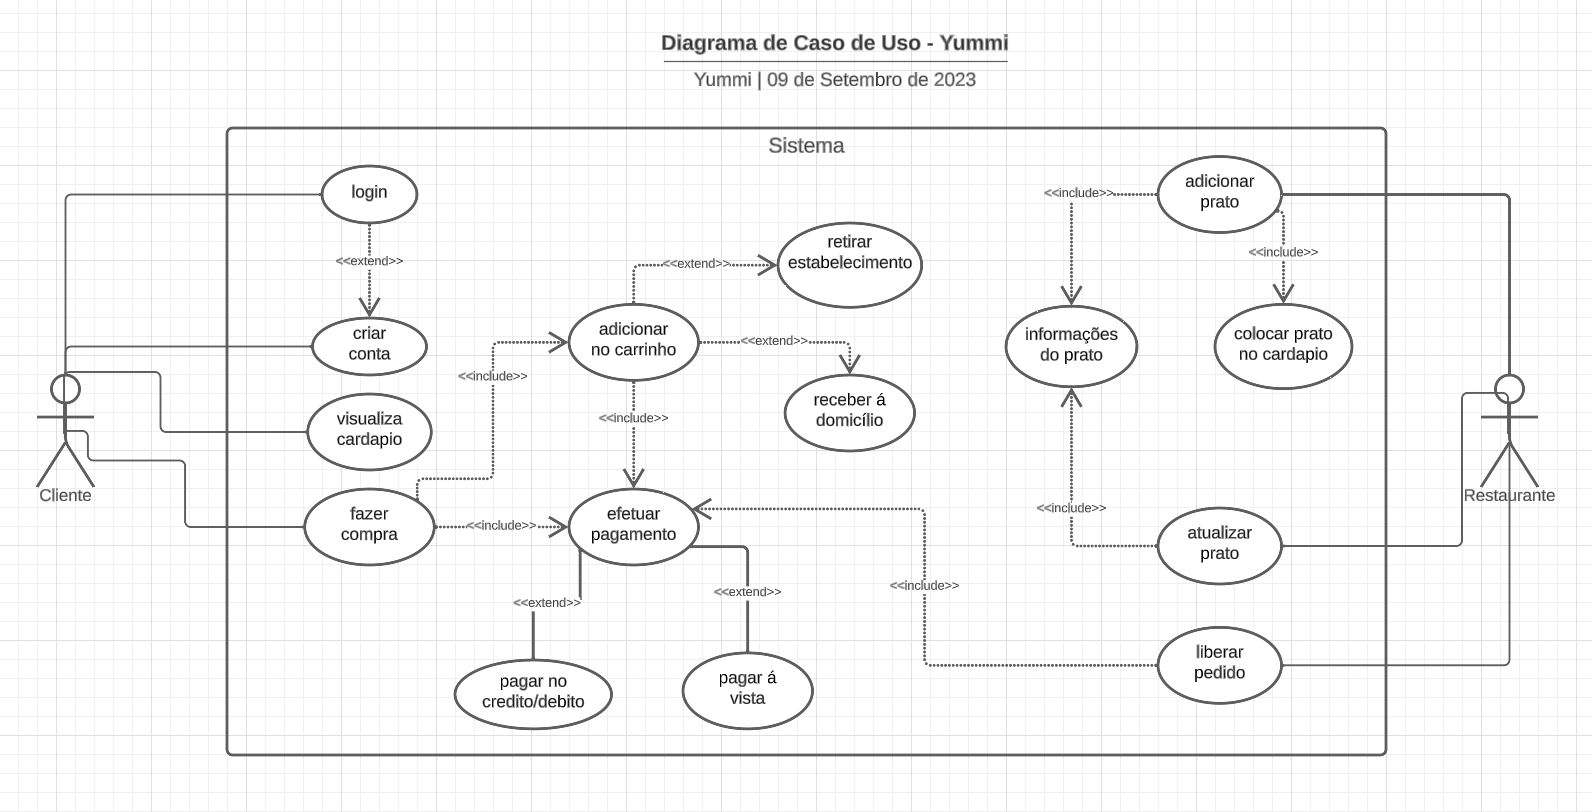 Diagrama de Caso de Uso - Yummi
Yummi | 09 de Setembro de 2023
Sistema
login
<<extend>>
criar
conta
visualiza
cardapio
fazer
compra
Cliente
<<include>>
<<include>>
adicionar
no carrinho
<<extend>>
retirar
estabelecimento
<<extend>>
receber á
domicílio
<<include>>
efetuar
pagamento
<<extend>>
<<extend>>
pagar no
credito/debito
pagar á
vista
<<include>>
adicionar
prato
<<include>>
<<include>>
informações
do prato
colocar prato
no cardapio
<<include>>
atualizar
prato
liberar
pedido
Restaurante